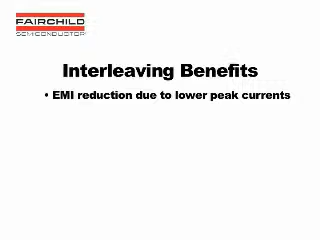 FAIRCHILD
SEMICONDUCTOR
Interleaving Benefits
• EMI reduction due to lower peak currents